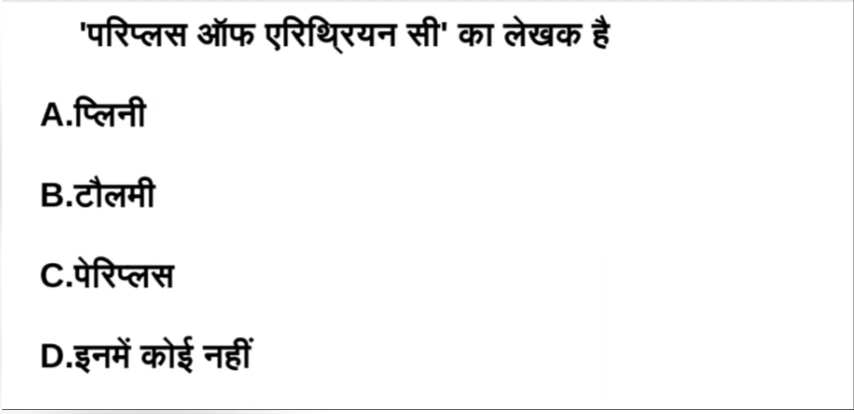 'परिप्लस ऑफ एरिथ्रियन सी' का लेखक है
A.प्लिनी
B.टौलमी
C.पेरिप्लस
D.इनमें कोई नहीं